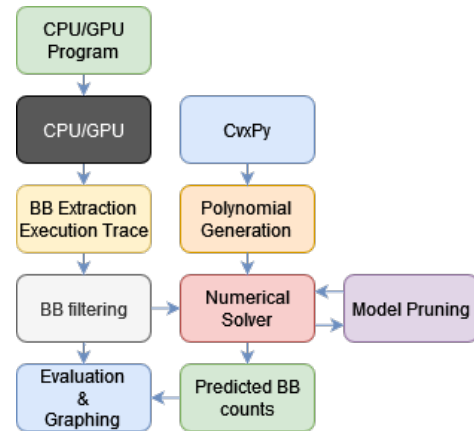 CPU/GPU
Program
CPU/GPU
CvxPy
BB Extraction
Execution Trace
Polynomial
Generation
BB filtering
Numerical
Solver
Model Pruning
Evaluation
&
Graphing
Predicted BB
counts